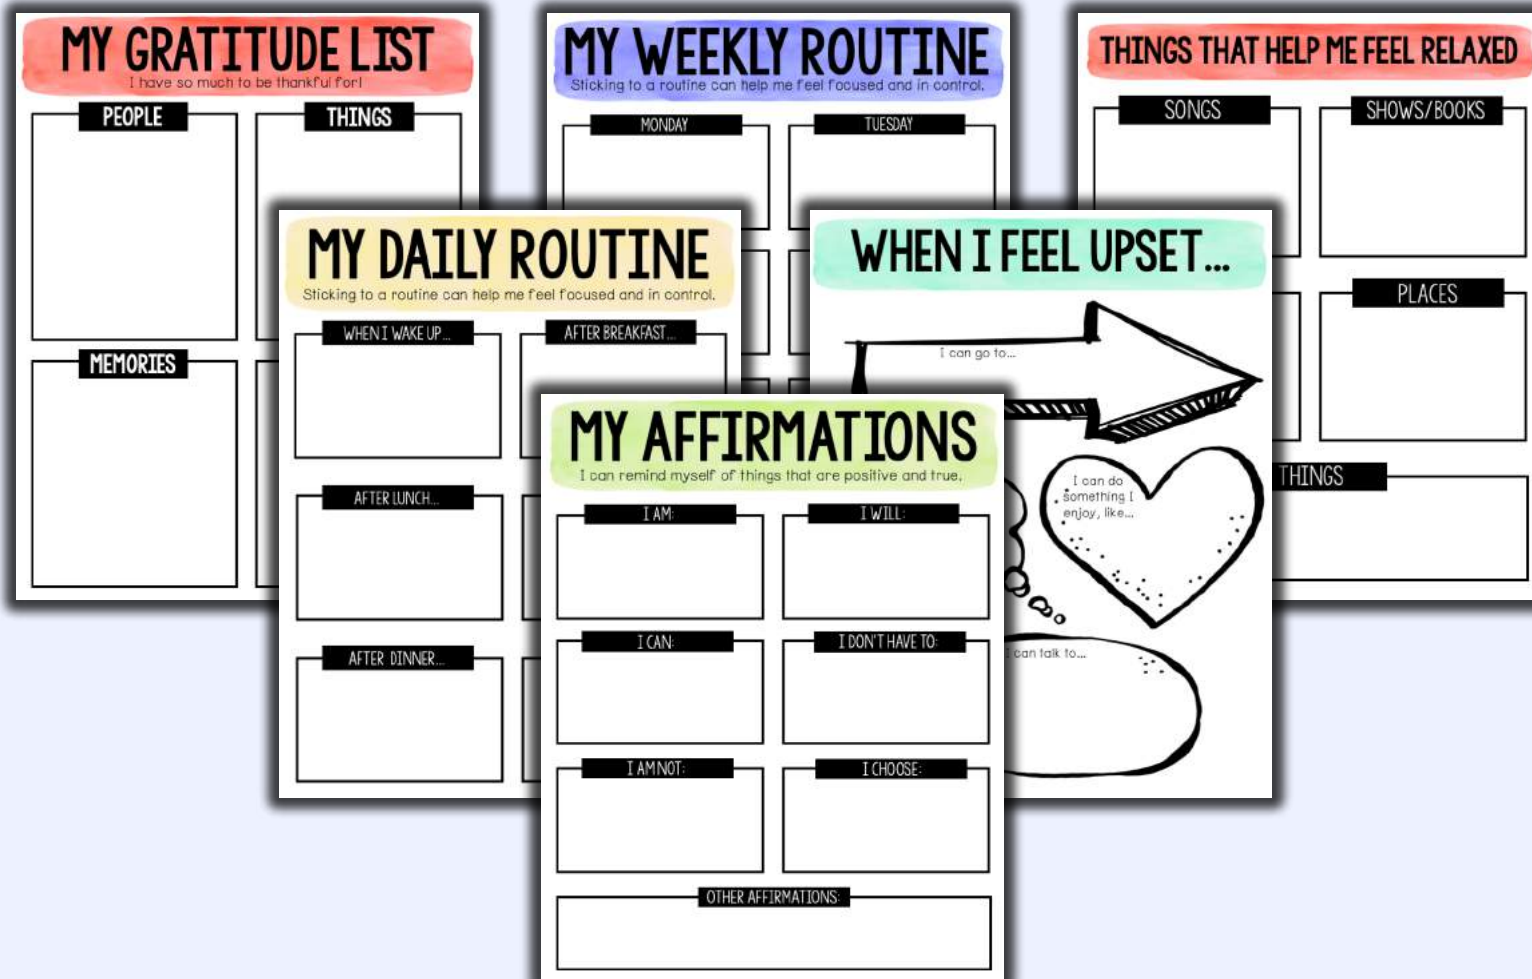 MY GRATITUDE LIST
I have so much to be thankful for!
PEOPLE
THINGS
MEMORIES
MY WEEKLY ROUTINE
Sticking to a routine can help me feel focused and in control.
MONDAY
TUESDAY
THINGS THAT HELP ME FEEL RELAXED
SONGS
SHOWS/BOOKS
PLACES
THINGS
MY DAILY ROUTINE
Sticking to a routine can help me feel focused and in control.
WHEN I WAKE UP...
AFTER BREAKFAST...
AFTER LUNCH...
AFTER DINNER...
WHEN I FEEL UPSET...
I can go to...
I can do
something I
enjoy, like...
I can talk to...
MY AFFIRMATIONS
I can remind myself of things that are positive and true.
I AM:
I WILL:
I CAN:
I DON'T HAVE TO:
I AM NOT:
I CHOOSE:
OTHER AFFIRMATIONS: